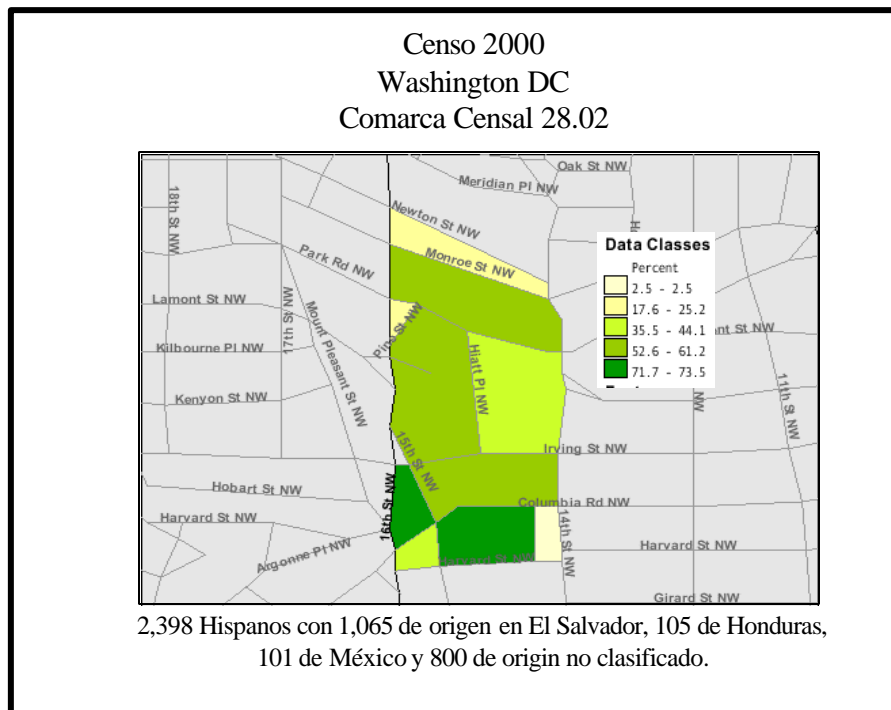 Censo 2000
Washington DC
Comarca Censal 28.02
Oak St NW
Meridian Pl NW
18th St NW
Newton St NW
Data Classes
Percent
2.5 - 2.5
17.6 - 25.2
35.5 - 44.1
52.6 - 61.2
71.7 - 73.5
Monroe St NW
Park Rd NW
Lamont St NW
17th St NW
Mount Pleasant St NW
Pine St NW
Kilbourne Pl NW
Hiatt Pl NW
ant St NW
NW
11th St NW
Kenyon St NW
15th St NW
Irving St NW
Hobart St NW
16th St NW
Columbia Rd NW
Harvard St NW
14th St NW
Argonne Pl NW
Harvard St NW
Girard St NW
2,398 Hispanos con 1,065 de origen en El Salvador, 105 de Honduras,
101 de México y 800 de origin no clasificado.